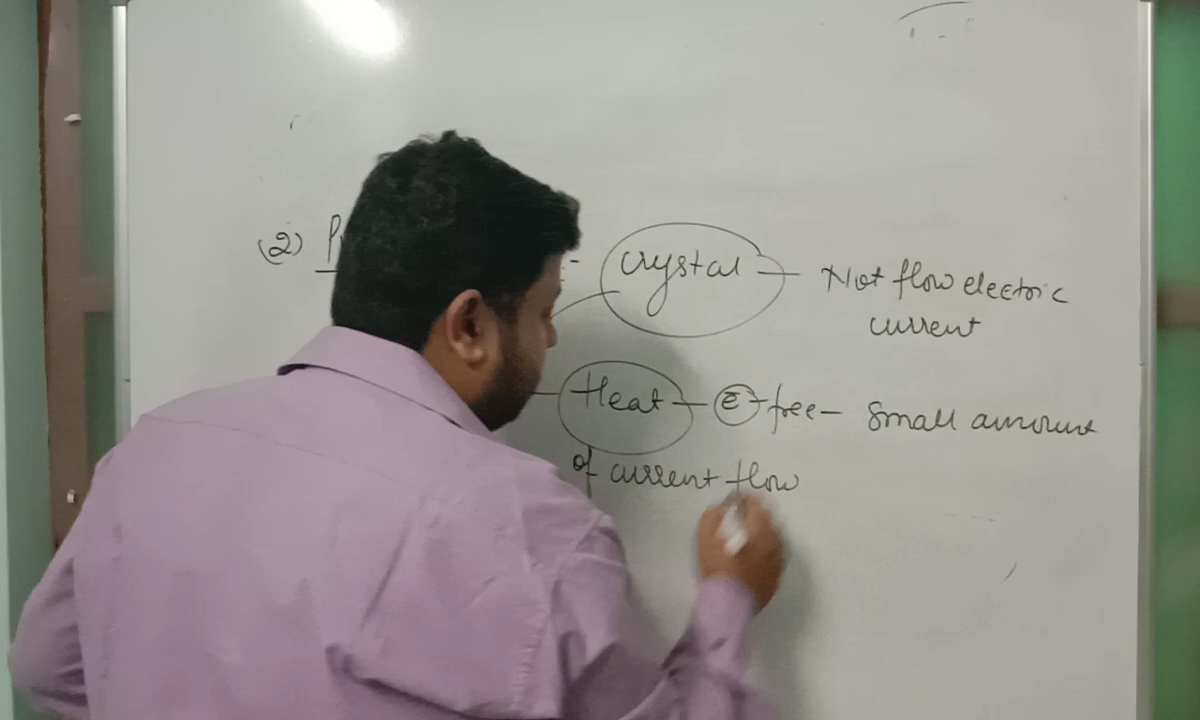 (2)
crystal — Not flow electric
current
Heat — ē free — small amount
of current flow